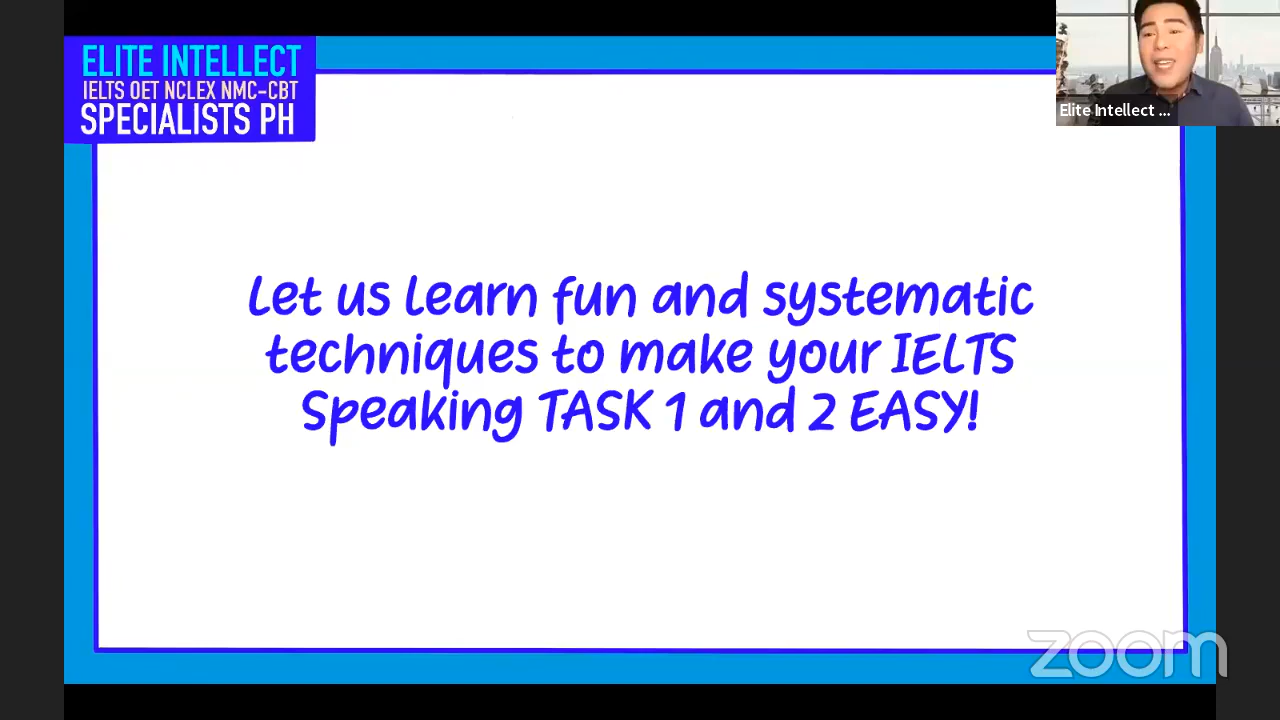 ELITE INTELLECT
IELTS OET NCLEX NMC-CBT
SPECIALISTS PH
Elite Intellect ...
Let us learn fun and systematic
techniques to make your IELTS
Speaking TASK 1 and 2 EASY!
zoom